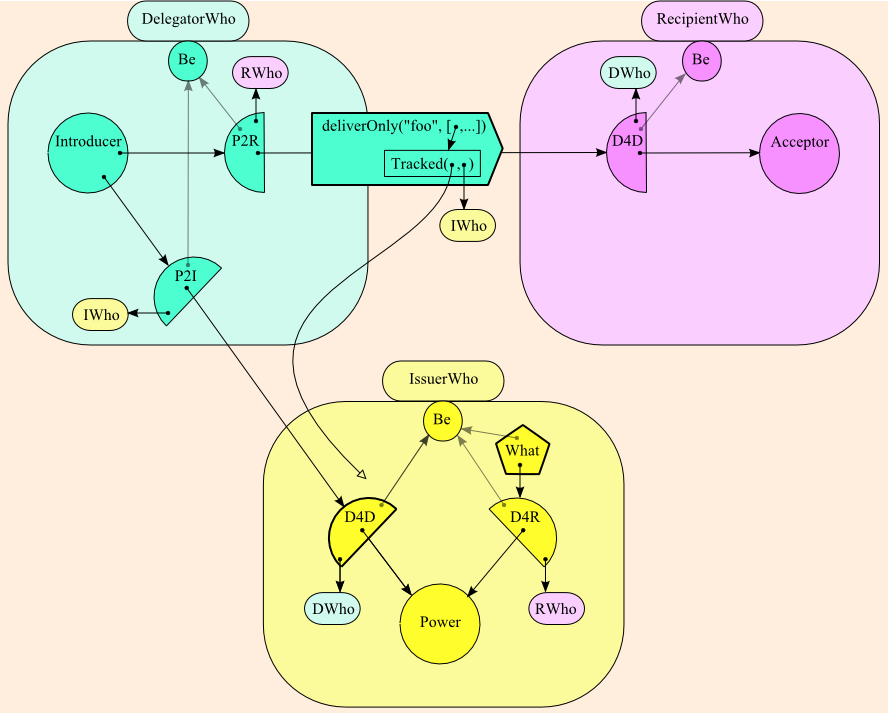 DelegatorWho
RecipientWho
Be
RWho
DWho
Be
Introducer
P2R
deliverOnly("foo", [ ,...])
Tracked( , )
D4D
Acceptor
IWho
P2I
IWho
IssuerWho
Be
What
D4D
D4R
DWho
Power
RWho